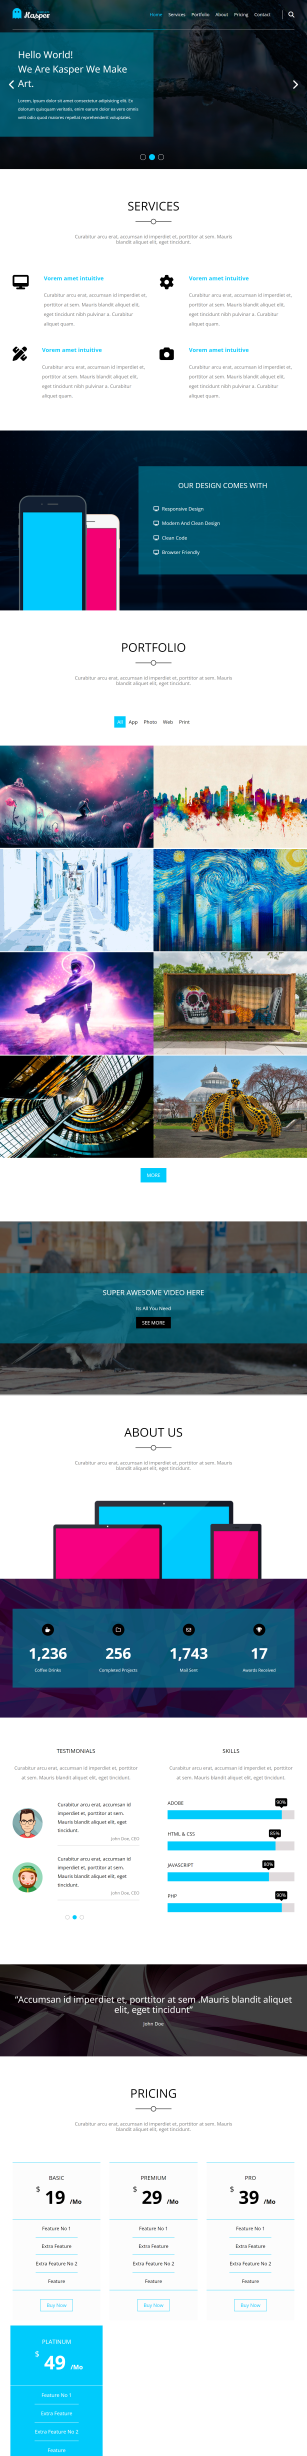 Kasper
Home Services Portfolio About Pricing Contact
Hello World!
We Are Kasper We Make
Art.
Lorem, ipsum dolor sit amet consectetur adipisicing elit. Ex
dolorum quisquam veritatis, enim earum dolor ea vero omnis
velit odio quod maiores repellat reprehenderit voluptates.
SERVICES
Curabitur arcu erat, accumsan id imperdiet et, porttitor at sem. Mauris
blandit aliquet elit, eget tincidunt.
Vorem amet intuitive
Curabitur arcu erat, accumsan id imperdiet et,
porttitor at sem. Mauris blandit aliquet elit,
eget tincidunt nibh pulvinar a. Curabitur
aliquet quam.
Vorem amet intuitive
Curabitur arcu erat, accumsan id imperdiet et,
porttitor at sem. Mauris blandit aliquet elit,
eget tincidunt nibh pulvinar a. Curabitur
aliquet quam.
Vorem amet intuitive
Curabitur arcu erat, accumsan id imperdiet et,
porttitor at sem. Mauris blandit aliquet elit,
eget tincidunt nibh pulvinar a. Curabitur
aliquet quam.
Vorem amet intuitive
Curabitur arcu erat, accumsan id imperdiet et,
porttitor at sem. Mauris blandit aliquet elit,
eget tincidunt nibh pulvinar a. Curabitur
aliquet quam.
OUR DESIGN COMES WITH
Responsive Design
Modern And Clean Design
Clean Code
Browser Friendly
PORTFOLIO
Curabitur arcu erat, accumsan id imperdiet et, porttitor at sem. Mauris
blandit aliquet elit, eget tincidunt.
All App Photo Web Print
MORE
SUPER AWESOME VIDEO HERE
Its All You Need
SEE MORE
ABOUT US
Curabitur arcu erat, accumsan id imperdiet et, porttitor at sem. Mauris
blandit aliquet elit, eget tincidunt.
1,236 256 1,743 17
Coffee Drinks Completed Projects Mail Sent Awards Received
TESTIMONIALS
Curabitur arcu erat, accumsan id imperdiet et, porttitor
at sem. Mauris blandit aliquet elit, eget tincidunt.
Curabitur arcu erat, accumsan id
imperdiet et, porttitor at sem.
Mauris blandit aliquet elit, eget
tincidunt.
John Doe, CEO
Curabitur arcu erat, accumsan id
imperdiet et, porttitor at sem.
Mauris blandit aliquet elit, eget
tincidunt.
John Doe, CEO
SKILLS
Curabitur arcu erat, accumsan id imperdiet et, porttitor
at sem. Mauris blandit aliquet elit, eget tincidunt.
ADOBE 90%
HTML & CSS 85%
JAVASCRIPT 80%
PHP 90%
“Accumsan id imperdiet et, porttitor at sem .Mauris blandit aliquet
elit, eget tincidunt”
John Doe
PRICING
Curabitur arcu erat, accumsan id imperdiet et, porttitor at sem. Mauris
blandit aliquet elit, eget tincidunt.
BASIC
$ 19 /Mo
Feature No 1
Extra Feature
Extra Feature No 2
Feature
Buy Now
PREMIUM
$ 29 /Mo
Feature No 1
Extra Feature
Extra Feature No 2
Feature
Buy Now
PRO
$ 39 /Mo
Feature No 1
Extra Feature
Extra Feature No 2
Feature
Buy Now
PLATINUM
$ 49 /Mo
Feature No 1
Extra Feature
Extra Feature No 2
Feature